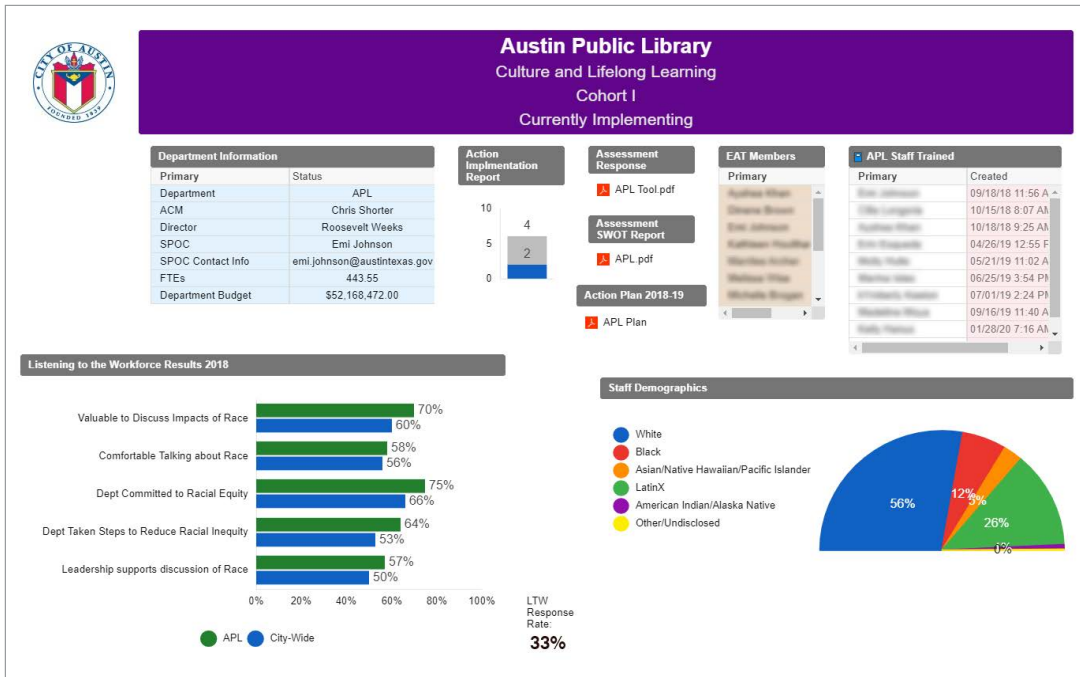 CITY OF AUSTIN
FOUNDED 1839
Austin Public Library
Culture and Lifelong Learning
Cohort I
Currently Implementing
Department Information
Primary Status
Department APL
ACM Chris Shorter
Director Roosevelt Weeks
SPOC Emi Johnson
SPOC Contact Info emi.johnson@austintexas.gov
FTEs 443.55
Department Budget $52,168,472.00
Action
Implmentation
Report
10
5
0
4
2
Assessment
Response
APL Tool.pdf
Assessment
SWOT Report
APL.pdf
Action Plan 2018-19
APL Plan
EAT Members
Primary
APL Staff Trained
Primary Created
09/18/18 11:56 A
10/15/18 8:07 AM
10/18/18 9:25 AM
04/26/19 12:55 P
05/21/19 11:02 A
06/25/19 3:54 PM
07/01/19 2:24 PM
09/16/19 11:40 A
01/28/20 7:16 AM
Listening to the Workforce Results 2018
Valuable to Discuss Impacts of Race 70%
60%
Comfortable Talking about Race 58%
56%
Dept Committed to Racial Equity 75%
66%
Dept Taken Steps to Reduce Racial Inequity 64%
53%
Leadership supports discussion of Race 57%
50%
0% 20% 40% 60% 80% 100%
APL City-Wide
LTW
Response
Rate:
33%
Staff Demographics
White
Black
Asian/Native Hawaiian/Pacific Islander
LatinX
American Indian/Alaska Native
Other/Undisclosed
56%
12%
5%
26%
0%